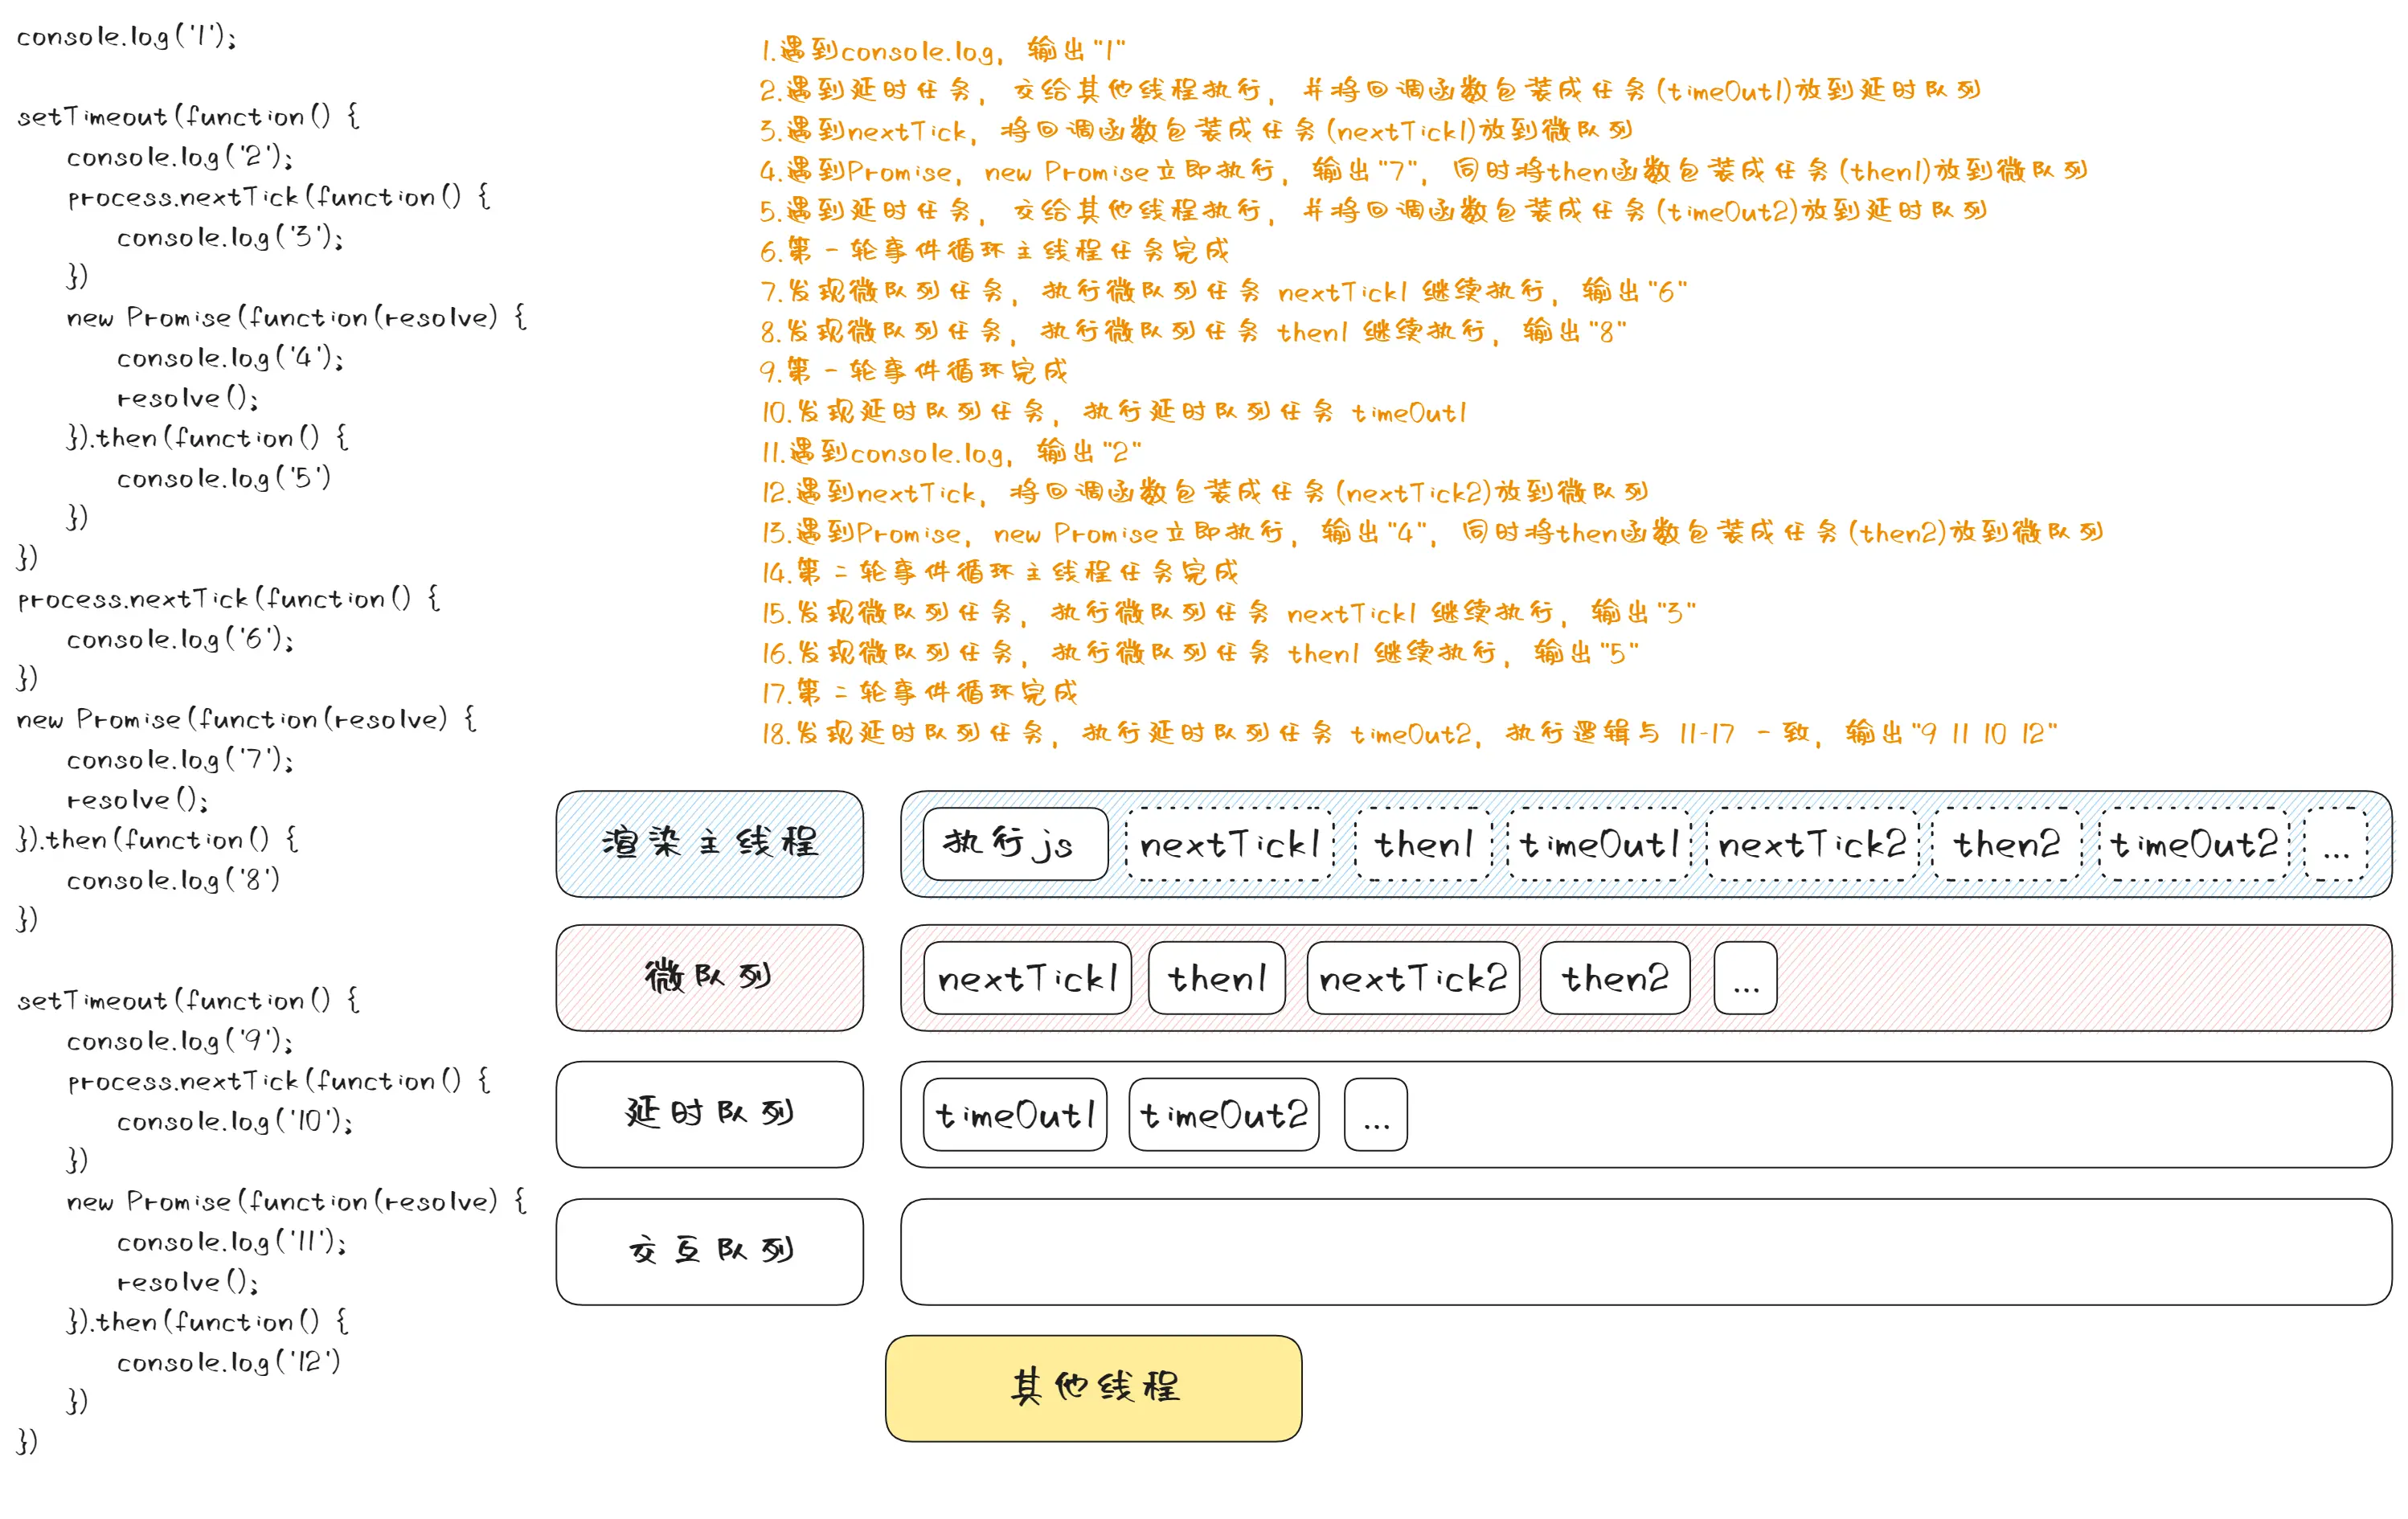 console.log('1');
setTimeout(function() {
console.log('2');
process.nextTick(function() {
console.log('3');
})
new Promise(function(resolve) {
console.log('4');
resolve();
}).then(function() {
console.log('5')
})
})
process.nextTick(function() {
console.log('6');
})
new Promise(function(resolve) {
console.log('7');
resolve();
}).then(function() {
console.log('8')
})
setTimeout(function() {
console.log('9');
process.nextTick(function() {
console.log('10');
})
new Promise(function(resolve) {
console.log('11');
resolve();
}).then(function() {
console.log('12')
})
})
1.遇到console.log，输出"1"
2.遇到延时任务，交给其他线程执行，并将回调函数包装成任务(timeOut1)放到延时队列
3.遇到nextTick，将回调函数包装成任务(nextTick1)放到微队列
4.遇到Promise，new Promise立即执行，输出"7"，同时将then函数包装成任务(then1)放到微队列
5.遇到延时任务，交给其他线程执行，并将回调函数包装成任务(timeOut2)放到延时队列
6.第一轮事件循环主线程任务完成
7.发现微队列任务，执行微队列任务 nextTick1 继续执行，输出"6"
8.发现微队列任务，执行微队列任务 then1 继续执行，输出"8"
9.第一轮事件循环完成
10.发现延时队列任务，执行延时队列任务 timeOut1
11.遇到console.log，输出"2"
12.遇到nextTick，将回调函数包装成任务(nextTick2)放到微队列
13.遇到Promise，new Promise立即执行，输出"4"，同时将then函数包装成任务(then2)放到微队列
14.第二轮事件循环主线程任务完成
15.发现微队列任务，执行微队列任务 nextTick1 继续执行，输出"3"
16.发现微队列任务，执行微队列任务 then1 继续执行，输出"5"
17.第二轮事件循环完成
18.发现延时队列任务，执行延时队列任务 timeOut2，执行逻辑与 11-17 一致，输出"9 11 10 12"
渲染主线程 执行js nextTick1 then1 timeOut1 nextTick2 then2 timeOut2 ...
微队列 nextTick1 then1 nextTick2 then2 ...
延时队列 timeOut1 timeOut2 ...
交互队列
其他线程